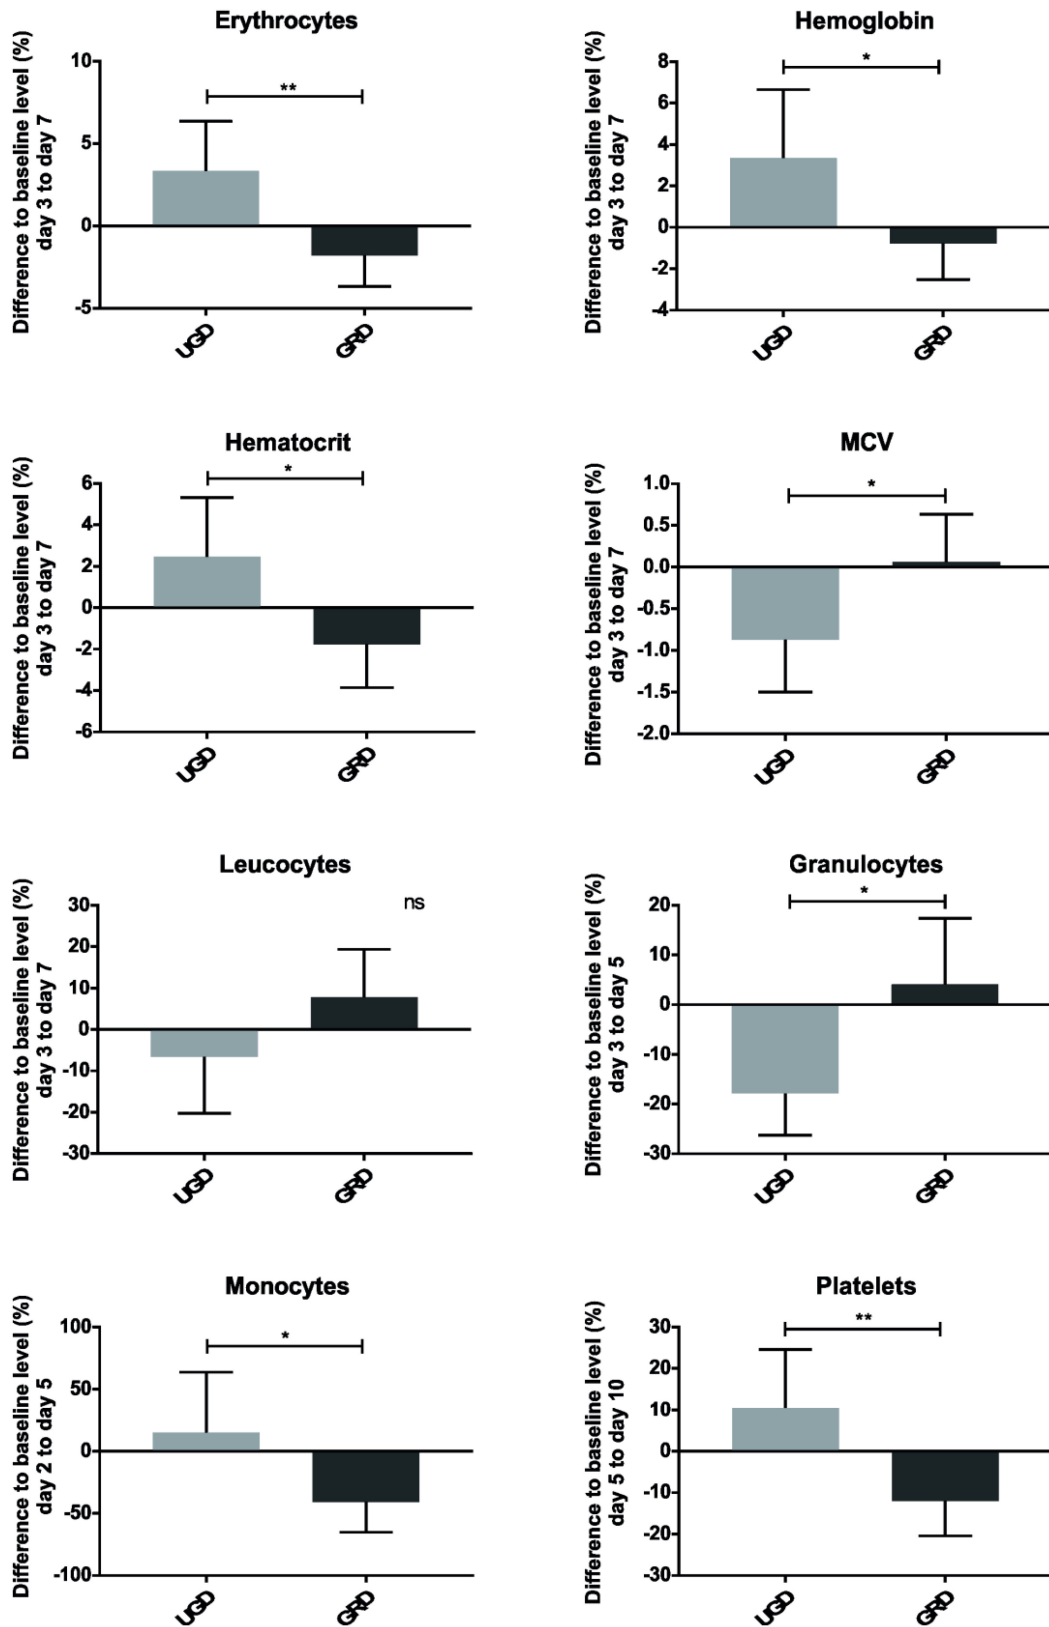 Erythrocytes
Difference to baseline level (%)
day 3 to day 7
10
5
0
-5
**
UGD
GRD
Hemoglobin
Difference to baseline level (%)
day 3 to day 7
8
6
4
2
0
-2
-4
*
UGD
GRD
Hematocrit
Difference to baseline level (%)
day 3 to day 7
6
4
2
0
-2
-4
-6
*
UGD
GRD
MCV
Difference to baseline level (%)
day 3 to day 7
1.0
0.5
0.0
-0.5
-1.0
-1.5
-2.0
*
UGD
GRD
Leucocytes
Difference to baseline level (%)
day 3 to day 7
30
20
10
0
-10
-20
-30
ns
UGD
GRD
Granulocytes
Difference to baseline level (%)
day 3 to day 5
20
10
0
-10
-20
-30
*
UGD
GRD
Monocytes
Difference to baseline level (%)
day 2 to day 5
100
50
0
-50
-100
*
UGD
GRD
Platelets
Difference to baseline level (%)
day 5 to day 10
30
20
10
0
-10
-20
-30
**
UGD
GRD